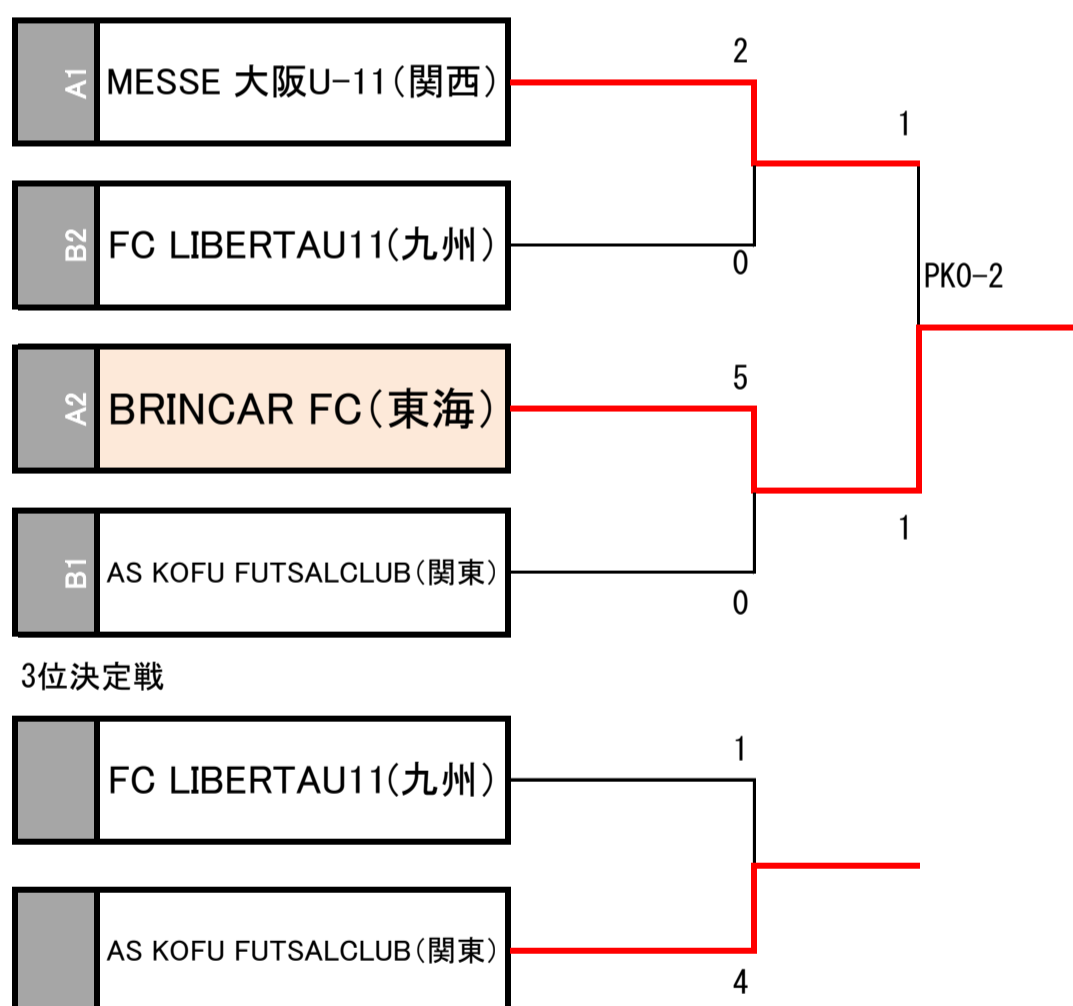 A1
MESSE 大阪U-11(関西)
2
1
B2
FC LIBERTAU11(九州)
0
PK0-2
A2
BRINCAR FC(東海)
5
1
B1
AS KOFU FUTSALCLUB(関東)
0
3位決定戦
FC LIBERTAU11(九州)
1
AS KOFU FUTSALCLUB(関東)
4